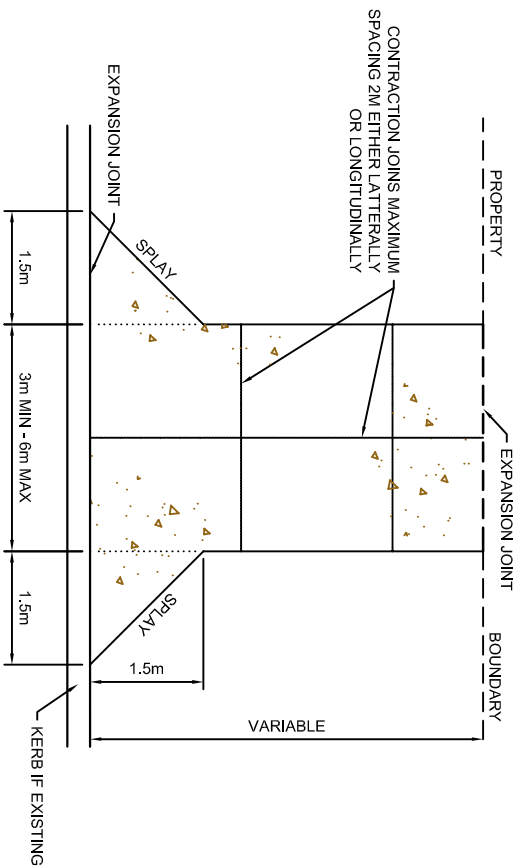 PROPERTY
BOUNDARY
EXPANSION JOINT
CONTRACTION JOINS MAXIMUM
SPACING 2M EITHER LATTERALLY
OR LONGITUDINALLY
VARIABLE
SPLAY
SPLAY
1.5m
EXPANSION JOINT
KERB IF EXISTING
1.5m
3m MIN - 6m MAX
1.5m